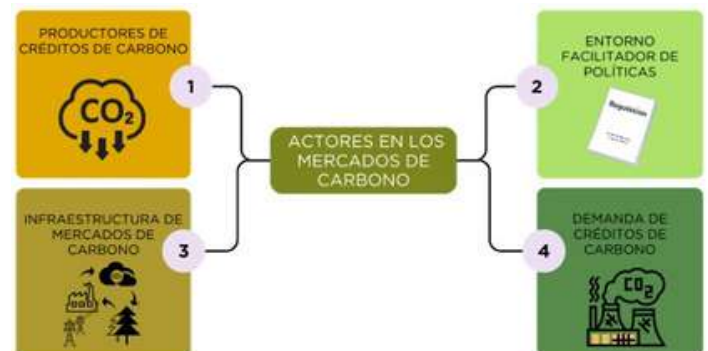 PRODUCTORES DE
CRÉDITOS DE CARBONO
CO₂
1
ENTORNO
FACILITADOR DE
POLÍTICAS
2
ACTORES EN LOS
MERCADOS DE
CARBONO
INFRAESTRUCTURA DE
MERCADOS DE
CARBONO
3
DEMANDA DE
CRÉDITOS DE
CARBONO
4
CO₂